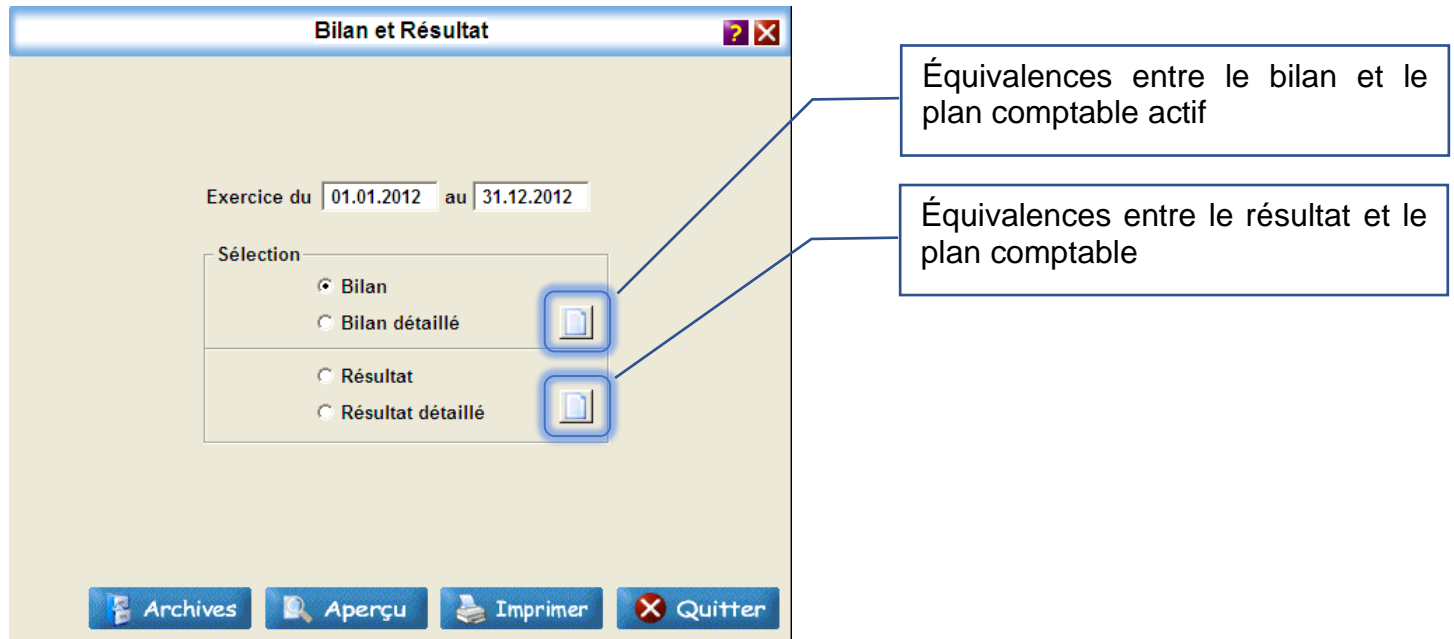 Bilan et Résultat
Équivalences entre le bilan et le
plan comptable actif
Exercice du 01.01.2012 au 31.12.2012
Équivalences entre le résultat et le
plan comptable
Sélection
Bilan
Bilan détaillé
Résultat
Résultat détaillé
Archives Aperçu Imprimer Quitter